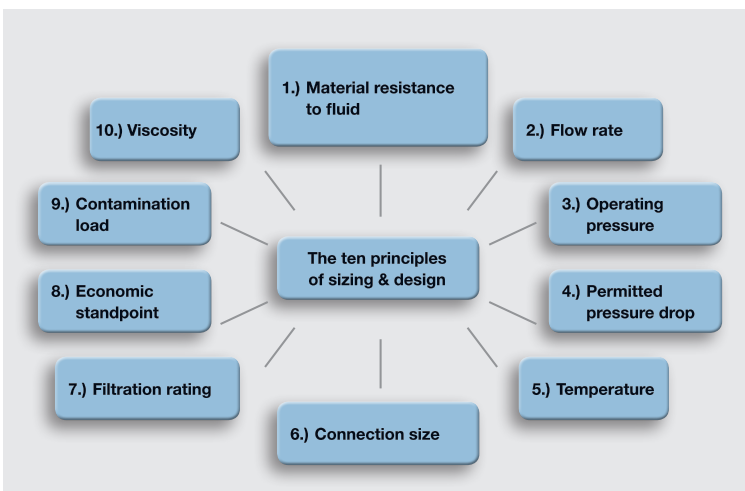 1.) Material resistance
to fluid
2.) Flow rate
3.) Operating
pressure
4.) Permitted
pressure drop
5.) Temperature
6.) Connection size
7.) Filtration rating
8.) Economic
standpoint
9.) Contamination
load
10.) Viscosity
The ten principles
of sizing & design